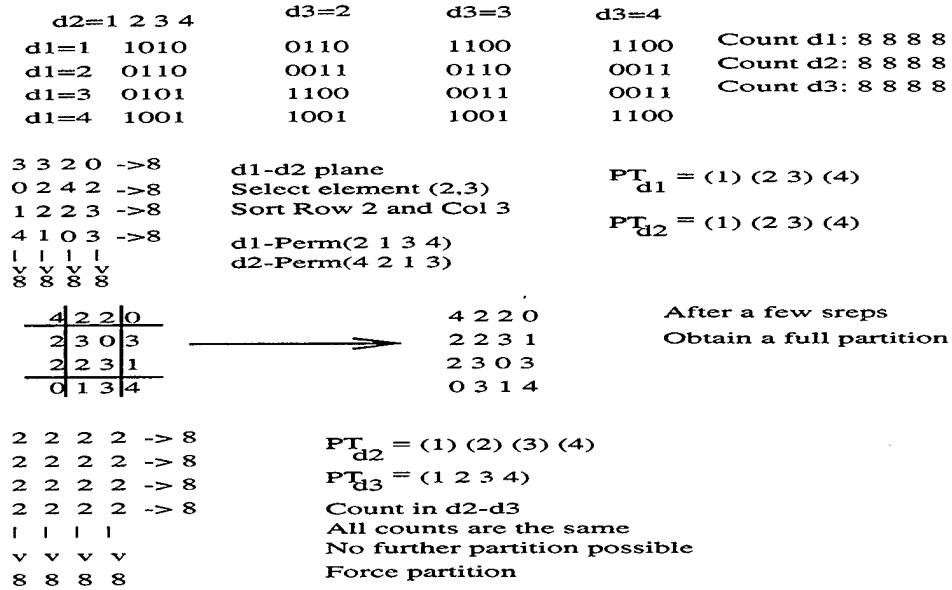 d2=1 2 3 4 d3=2 d3=3 d3=4
d1=1 1010 0110 1100 1100 Count d1: 8 8 8 8
d1=2 0110 0011 0110 0011 Count d2: 8 8 8 8
d1=3 0101 1100 0011 0011 Count d3: 8 8 8 8
d1=4 1001 1001 1001 1100
3 3 2 0 ->8 d1-d2 plane
0 2 4 2 ->8 Select element (2,3) PTd1 = (1) (2 3) (4)
1 2 2 3 ->8 Sort Row 2 and Col 3
4 1 0 3 ->8 d1-Perm(2 1 3 4) PTd2 = (1) (2 3) (4)
| | | | d2-Perm(4 2 1 3)
v v v v
8 8 8 8
4 2 2 0 4 2 2 0 After a few sreps
2 3 0 3 2 2 3 1 Obtain a full partition
2 2 3 1 2 3 0 3
0 1 3 4 0 3 1 4
2 2 2 2 -> 8 PTd2 = (1) (2) (3) (4)
2 2 2 2 -> 8
2 2 2 2 -> 8 PTd3 = (1 2 3 4)
2 2 2 2 -> 8 Count in d2-d3
| | | | All counts are the same
v v v v No further partition possible
8 8 8 8 Force partition